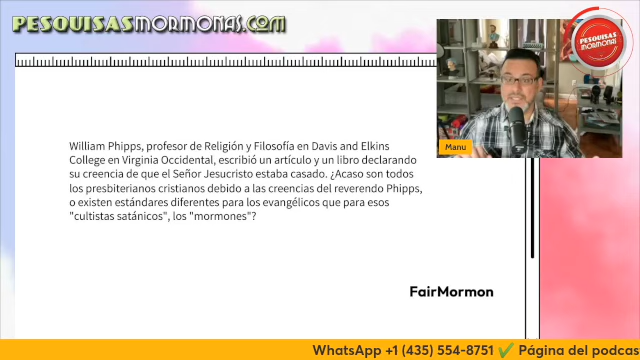 PESQUISASMORMONAS.COM
PESQUISAS
MORMONAS
Manu
William Phipps, profesor de Religión y Filosofía en Davis and Elkins
College en Virginia Occidental, escribió un artículo y un libro declarando
su creencia de que el Señor Jesucristo estaba casado. ¿Acaso son todos
los presbiterianos cristianos debido a las creencias del reverendo Phipps,
o existen estándares diferentes para los evangélicos que para esos
"cultistas satánicos", los "mormones"?
FairMormon
WhatsApp +1 (435) 554-8751 ✔ Página del podcas